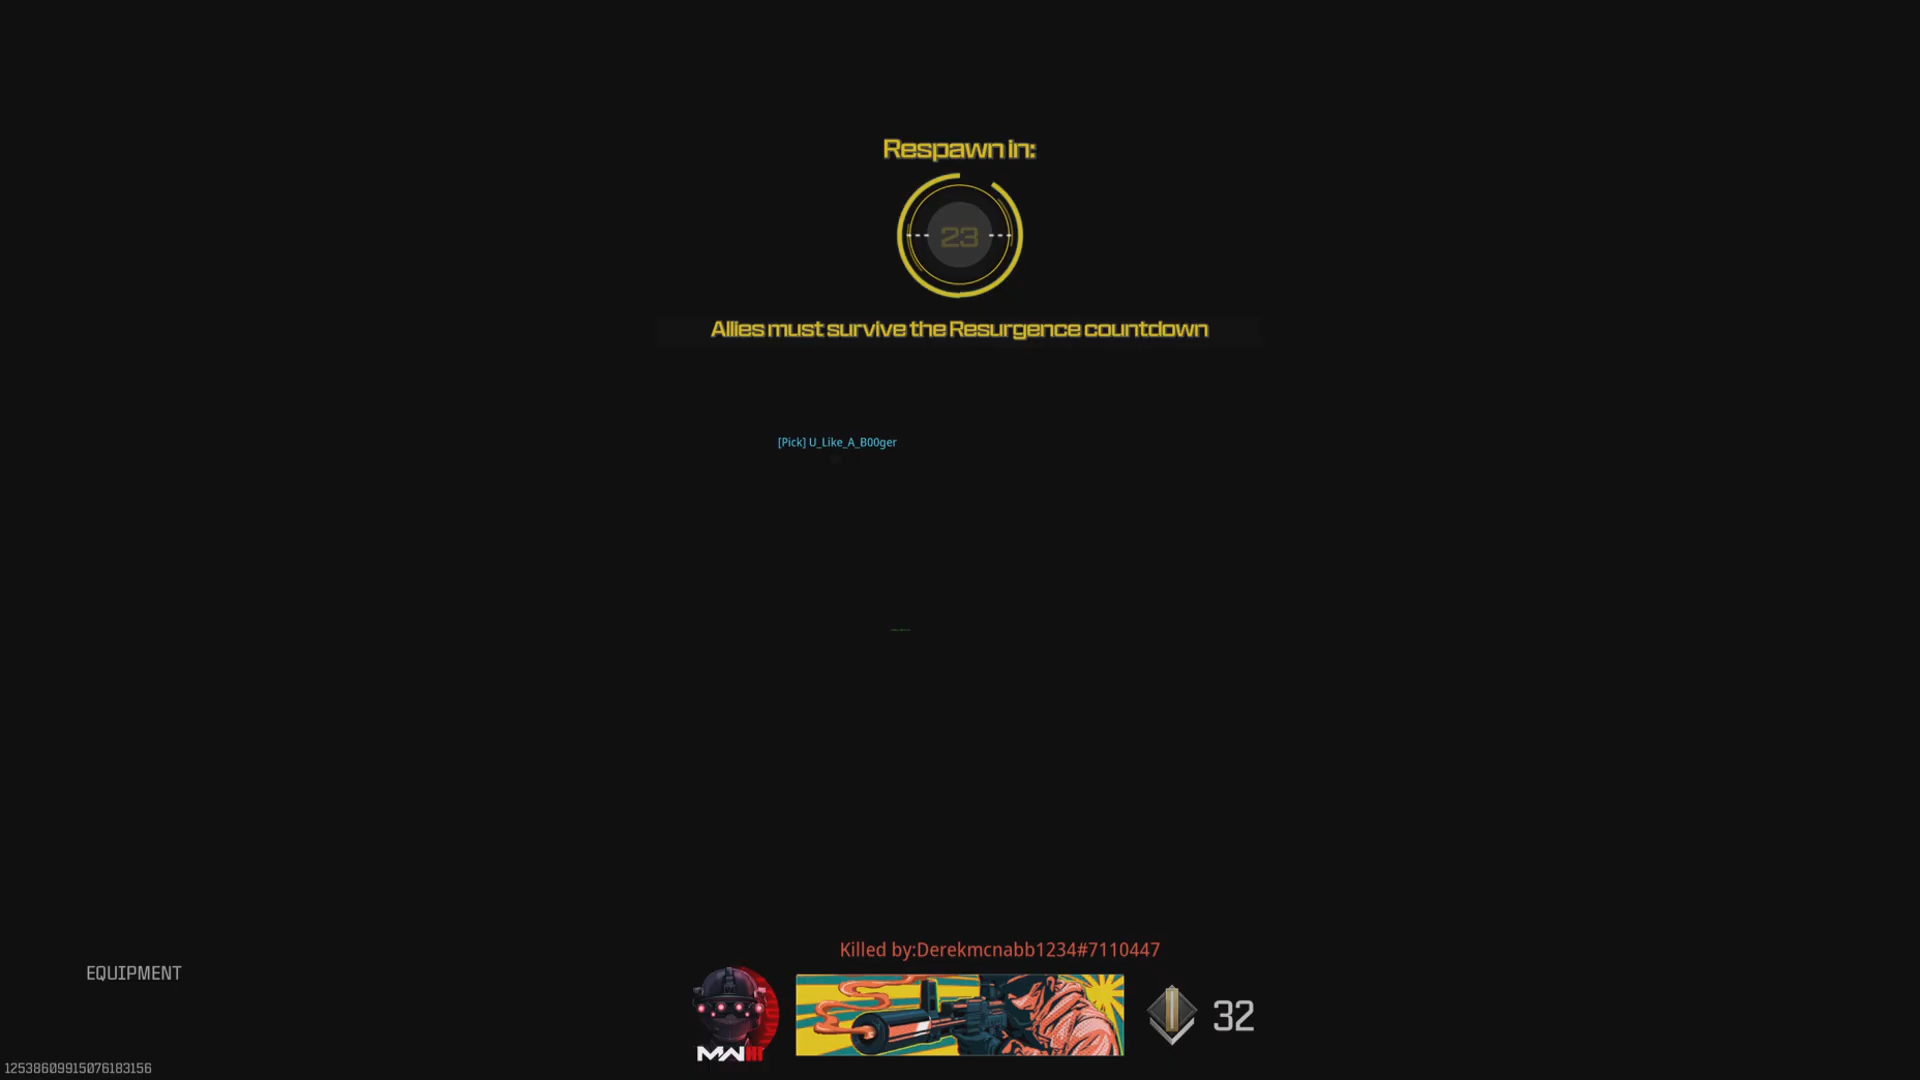 Respawn in:
23
Allies must survive the Resurgence countdown
[Pick] U_Like_A_B00ger
Killed by:Derekmcnabb1234#7110447
EQUIPMENT
MWIII
32
12538609915076183156